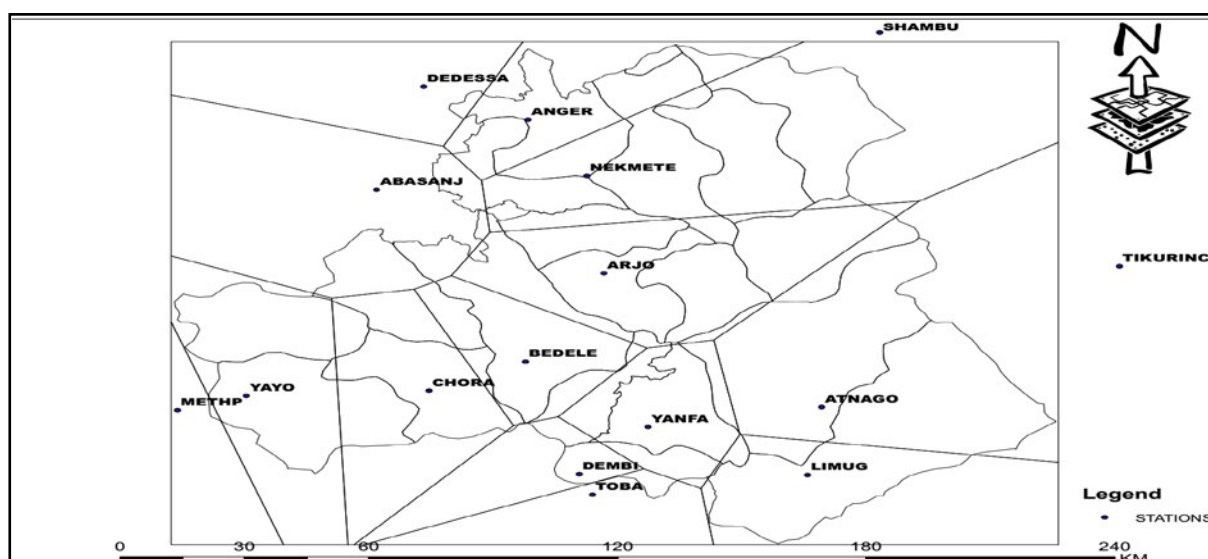 SHAMBU
N
DEDESSA
ANGER
NEKMETE
ABASANJ
ARJO
TIKURINC
BEDELE
CHORA
YAYO
METHP
ATNAGO
YANFA
DEMBI
LIMUG
TOBA
Legend
STATIONS
0 30 60 120 180 240
KM